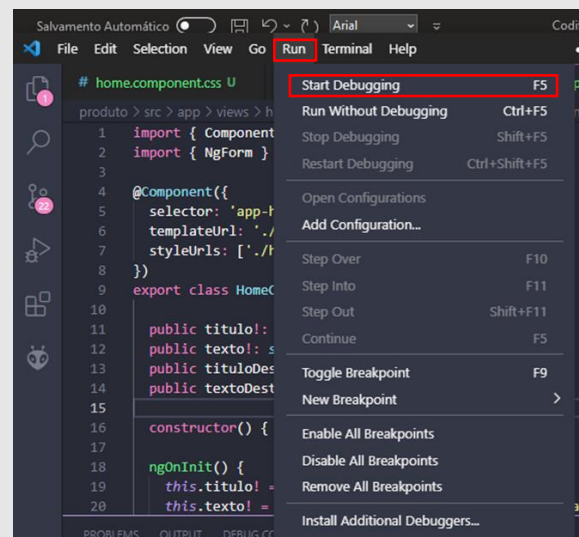 Salvamento Automático Arial Codi
File Edit Selection View Go Run Terminal Help
# home.component.css U
produto > src > app > views > h
1 import { Component
2 import { NgForm }
3
4 @Component({
5 selector: 'app-h
6 templateUrl: './
7 styleUrls: ['./h
8 })
9 export class HomeC
10
11 public titulo!:
12 public texto!: s
13 public tituloDes
14 public textoDest
15
16 constructor() {
17
18 ngOnInit() {
19 this.titulo! =
20 this.texto! =
1
22
PROBLEMS OUTPUT DEBUG CO
Start Debugging F5
Run Without Debugging Ctrl+F5
Stop Debugging Shift+F5
Restart Debugging Ctrl+Shift+F5
Open Configurations
Add Configuration...
Step Over F10
Step Into F11
Step Out Shift+F11
Continue F5
Toggle Breakpoint F9
New Breakpoint >
Enable All Breakpoints
Disable All Breakpoints
Remove All Breakpoints
Install Additional Debuggers...